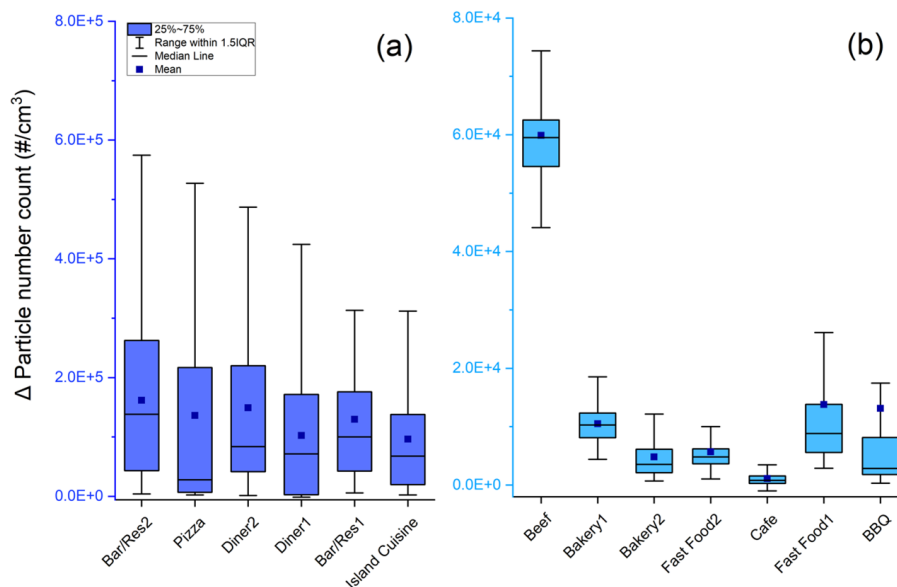 8.0E+5
6.0E+5
4.0E+5
2.0E+5
0.0E+0
Δ Particle number count (#/cm³)
25%~75%
Range within 1.5IQR
Median Line
Mean
(a)
Bar/Res2
Pizza
Diner2
Diner1
Bar/Res1
Island Cuisine
8.0E+4
6.0E+4
4.0E+4
2.0E+4
0.0E+0
(b)
Beef
Bakery1
Bakery2
Fast Food2
Cafe
Fast Food1
BBQ